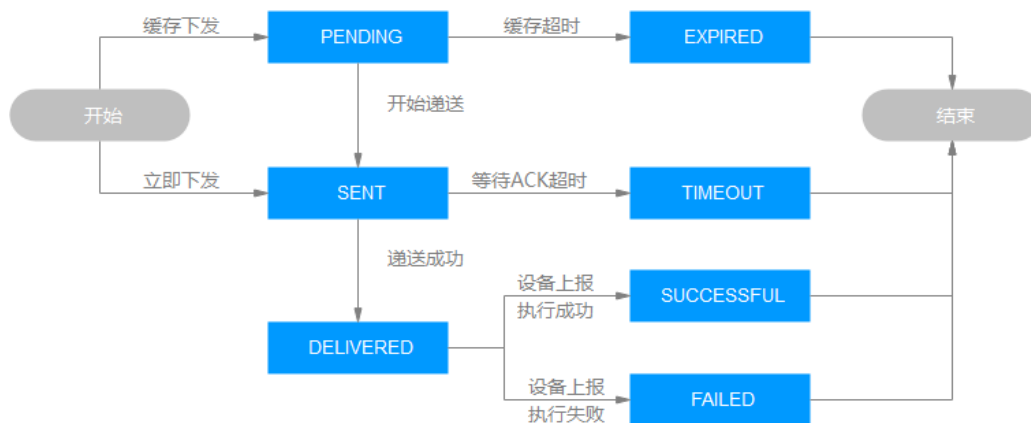 缓存下发
PENDING
缓存超时
EXPIRED
开始
开始递送
结束
立即下发
SENT
等待ACK超时
TIMEOUT
递送成功
设备上报
执行成功
SUCCESSFUL
DELIVERED
设备上报
执行失败
FAILED